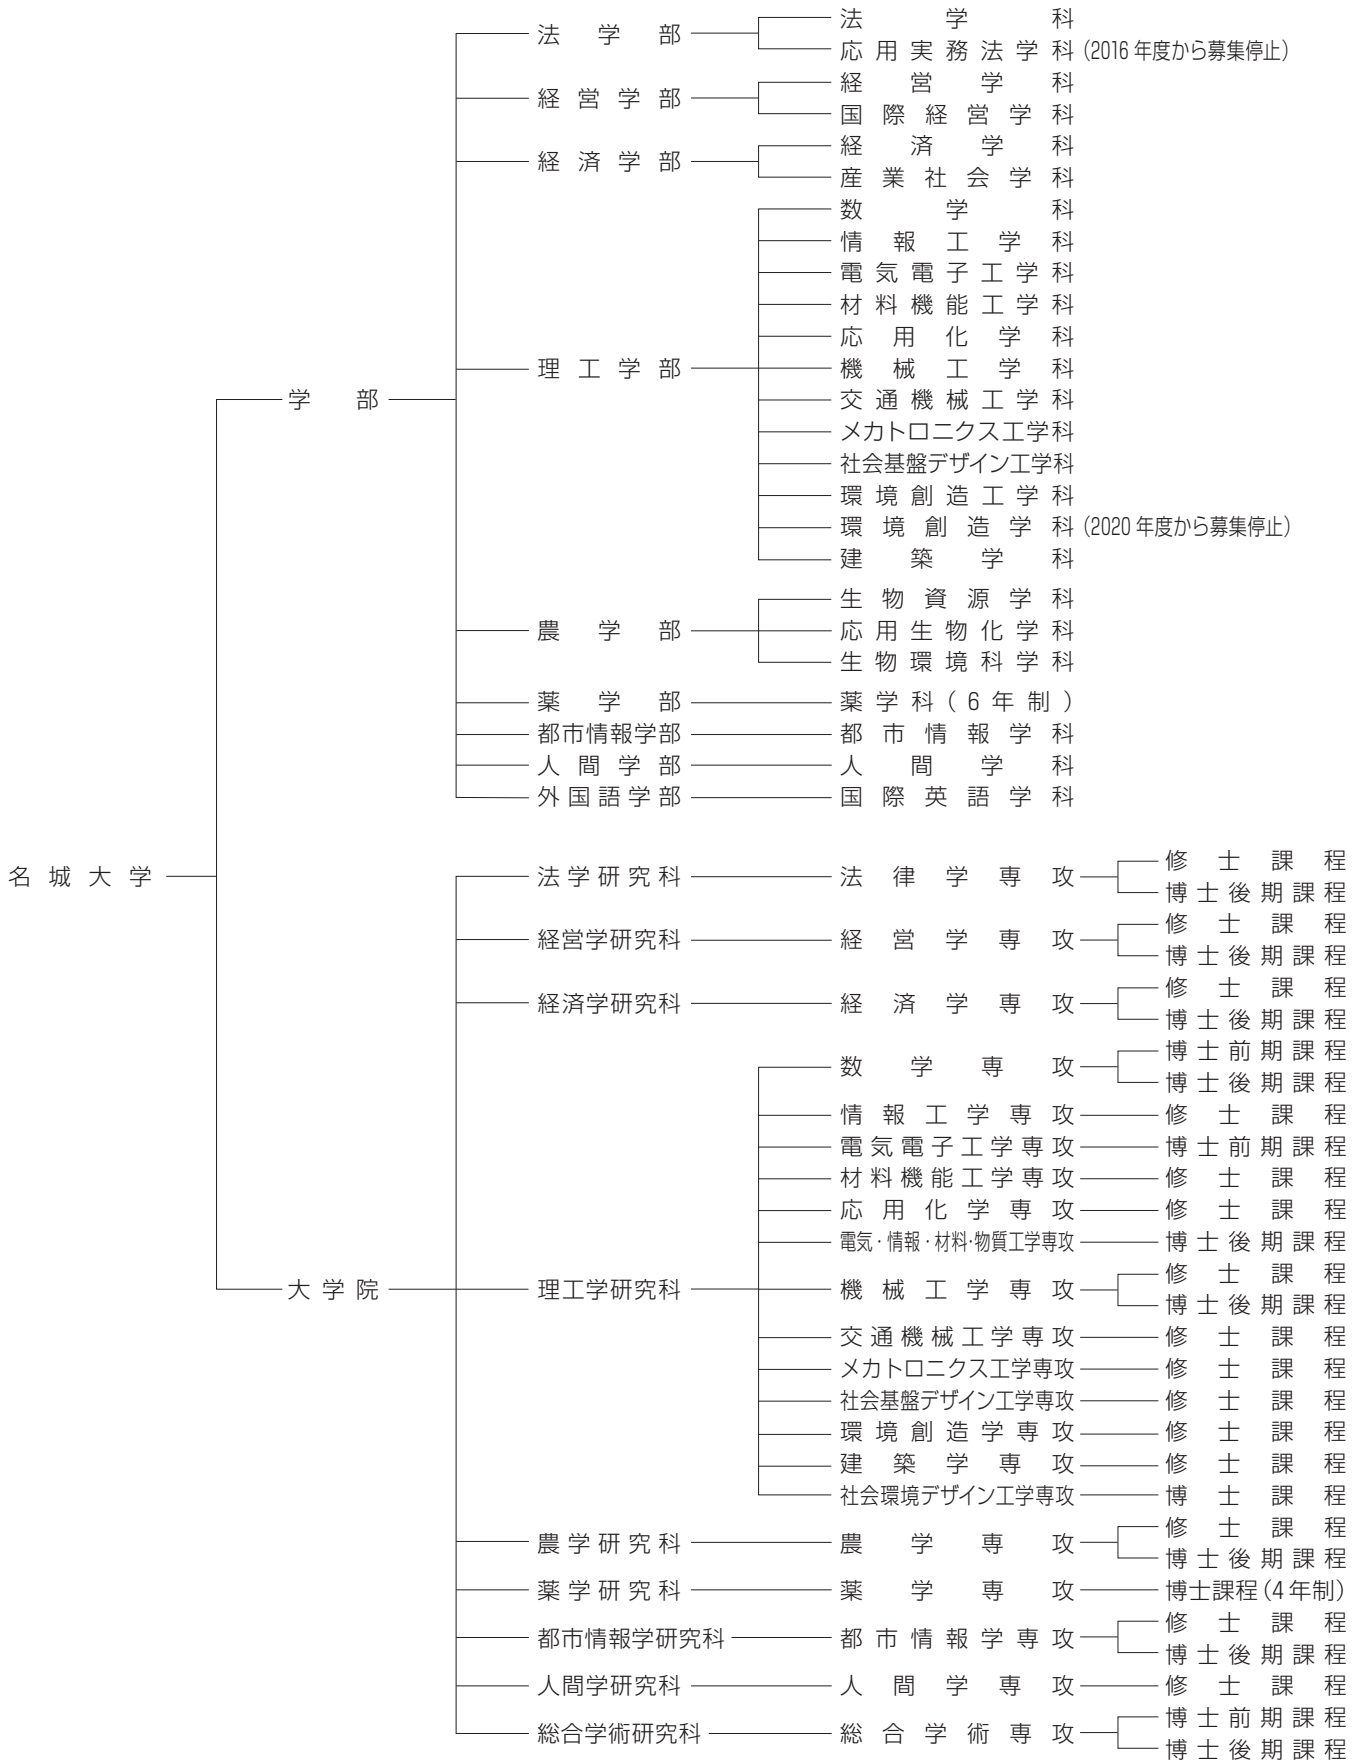 法学部
法学科
応用実務法学科(2016年度から募集停止)
経営学部
経営学科
国際経営学科
経済学部
経済学科
産業社会学科
数学科
情報工学科
電気電子工学科
材料機能工学科
応用化学科
理工学部
機械工学科
学部
交通機械工学科
メカトロニクス工学科
社会基盤デザイン工学科
環境創造工学科
環境創造学科(2020年度から募集停止)
建築学科
生物資源学科
農学部
応用生物化学科
生物環境科学科
薬学部
薬学科(6年制)
都市情報学部
都市情報学科
人間学部
人間学科
外国語学部
国際英語学科
名城大学
法学研究科
法律学専攻
修士課程
博士後期課程
経営学研究科
経営学専攻
修士課程
博士後期課程
経済学研究科
経済学専攻
修士課程
博士後期課程
数学専攻
博士前期課程
博士後期課程
情報工学専攻
修士課程
電気電子工学専攻
博士前期課程
材料機能工学専攻
修士課程
応用化学専攻
修士課程
電気・情報・材料・物質工学専攻
博士後期課程
大学院
理工学研究科
機械工学専攻
修士課程
博士後期課程
交通機械工学専攻
修士課程
メカトロニクス工学専攻
修士課程
社会基盤デザイン工学専攻
修士課程
環境創造学専攻
修士課程
建築学専攻
修士課程
社会環境デザイン工学専攻
博士課程
農学研究科
農学専攻
修士課程
博士後期課程
薬学研究科
薬学専攻
博士課程(4年制)
都市情報学研究科
都市情報学専攻
修士課程
博士後期課程
人間学研究科
人間学専攻
修士課程
総合学術研究科
総合学術専攻
博士前期課程
博士後期課程